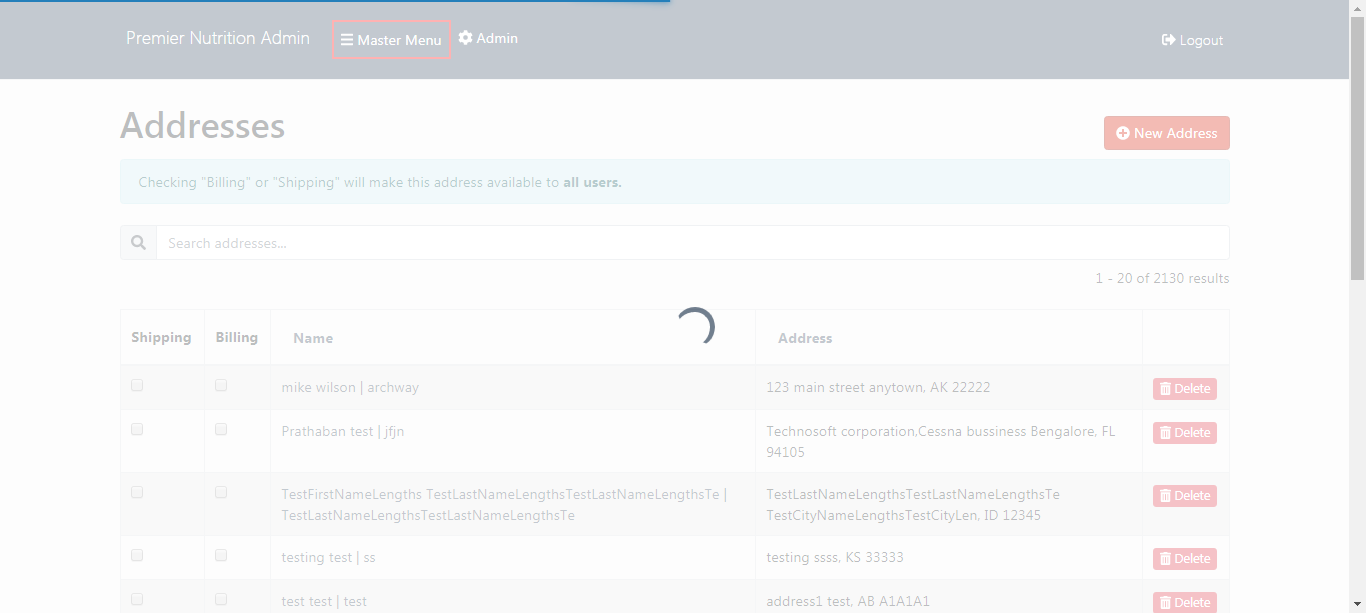 Premier Nutrition Admin Master Menu Admin Logout
Addresses
New Address
Checking "Billing" or "Shipping" will make this address available to all users.
Search addresses...
1 - 20 of 2130 results
Shipping Billing Name Address
mike wilson | archway 123 main street anytown, AK 22222 Delete
Prathaban test | jfjn Technosoft corporation,Cessna bussiness Bengalore, FL Delete
94105
TestFirstNameLengths TestLastNameLengthsTestLastNameLengthsTe | TestLastNameLengthsTestLastNameLengthsTe Delete
TestLastNameLengthsTestLastNameLengthsTe TestCityNameLengthsTestCityLen, ID 12345
testing test | ss testing ssss, KS 33333 Delete
test test | test address1 test, AB A1A1A1 Delete